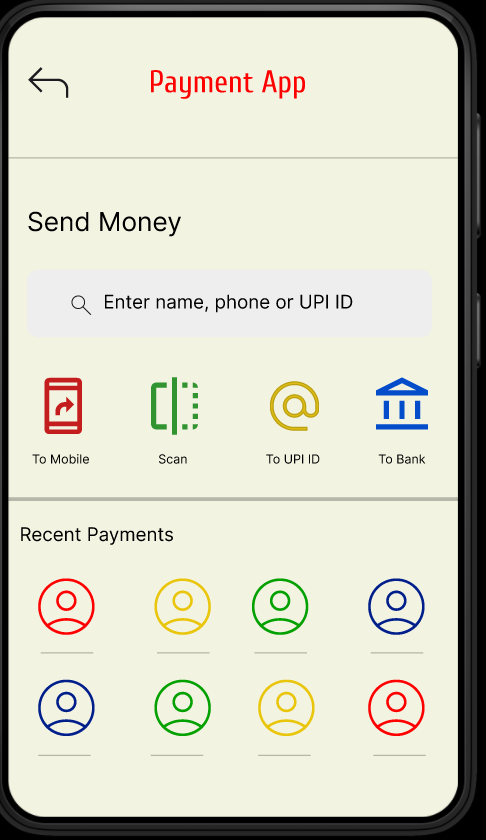 Payment App
Send Money
Enter name, phone or UPI ID
To Mobile
Scan
To UPI ID
To Bank
Recent Payments